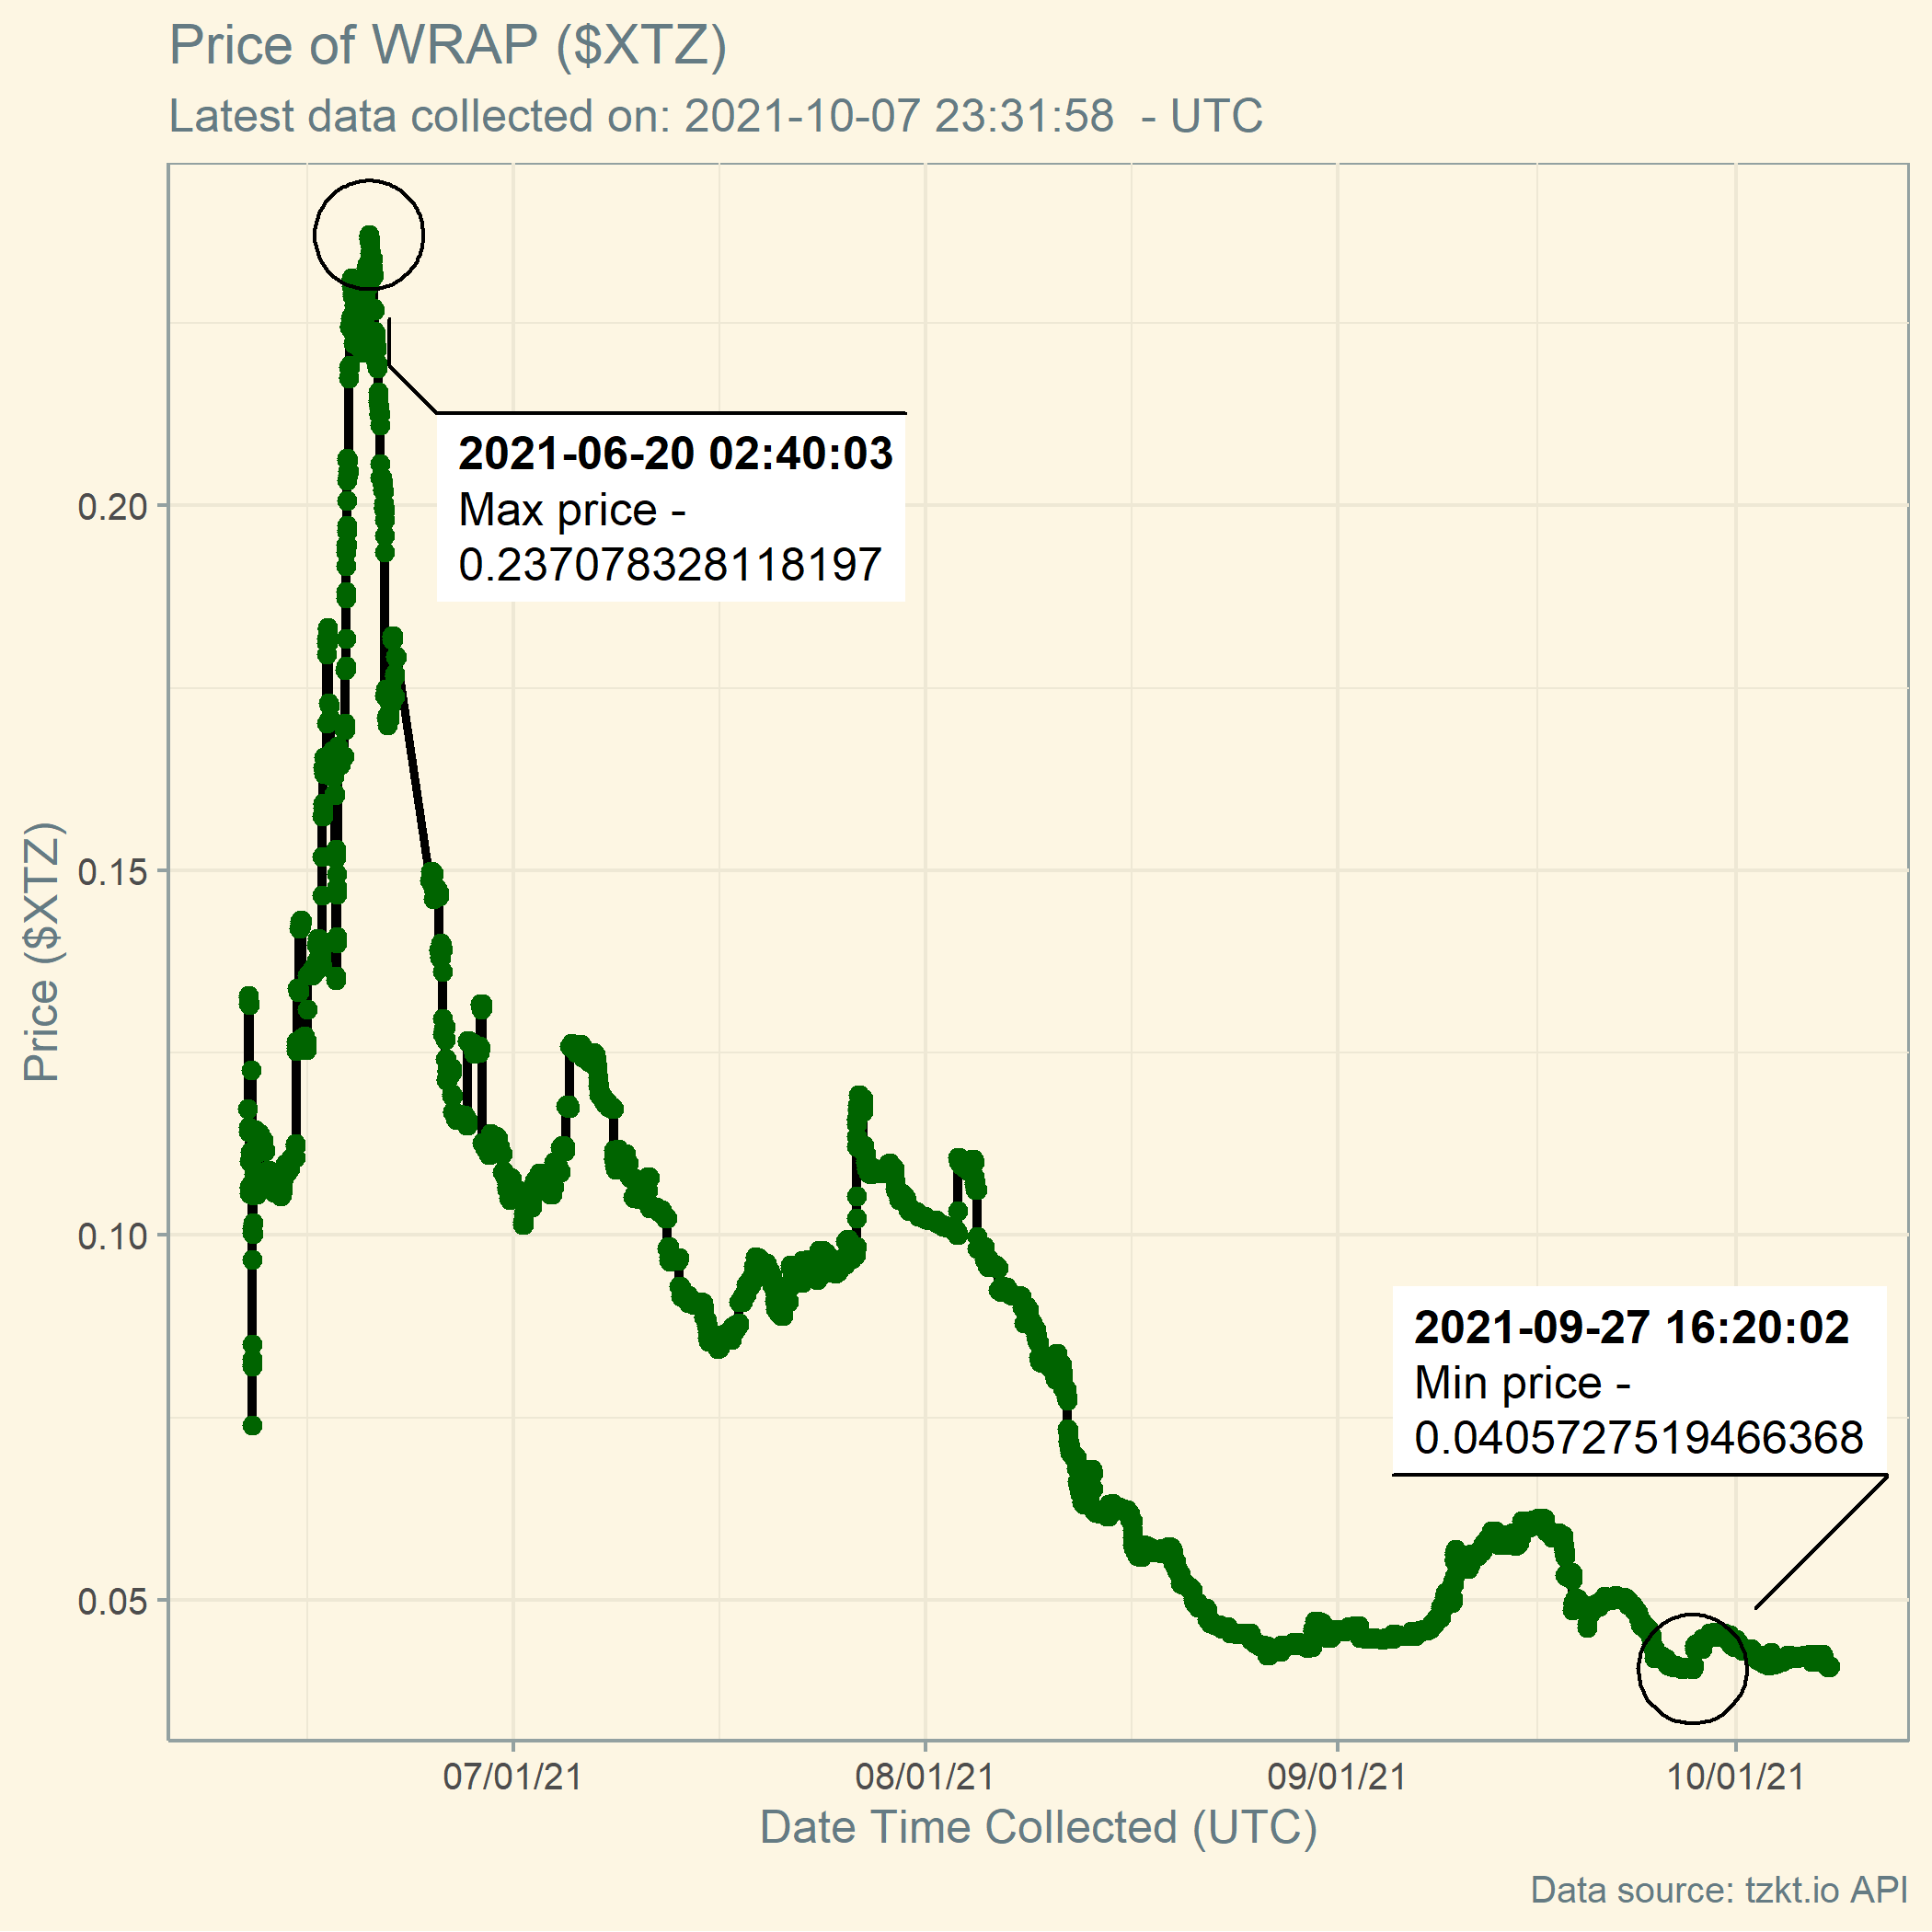 Price of WRAP ($XTZ)
Latest data collected on: 2021-10-07 23:31:58  - UTC
2021-06-20 02:40:03
Max price -
0.237078328118197
0.20
0.15
0.10
0.05
Price ($XTZ)
2021-09-27 16:20:02
Min price -
0.0405727519466368
07/01/21
08/01/21
09/01/21
10/01/21
Date Time Collected (UTC)
Data source: tzkt.io API